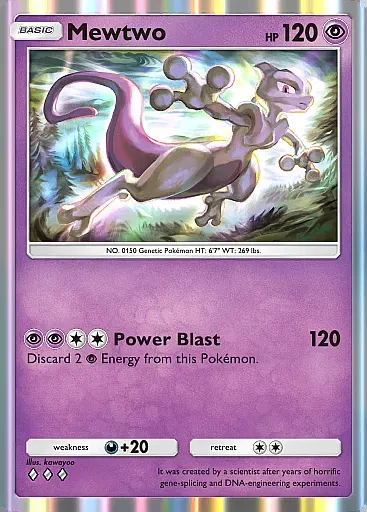 BASIC Mewtwo HP 120
NO. 0150 Genetic Pokémon HT: 6'7" WT: 269 lbs.
Power Blast 120
Discard 2 Energy from this Pokémon.
weakness +20 retreat
Illus. kawayoo
It was created by a scientist after years of horrific
gene-splicing and DNA-engineering experiments.